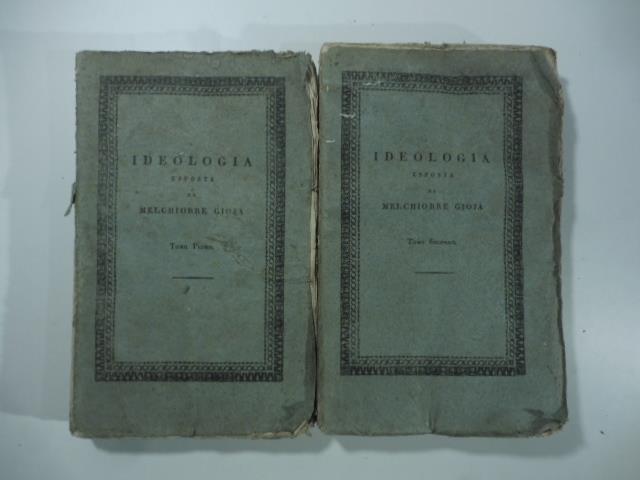 IDEOLOGIA
ESPOSTA
DA
MELCHIORRE GIOJA
Tomo Primo.
IDEOLOGIA
ESPOSTA
DA
MELCHIORRE GIOJA
Tomo Secondo.